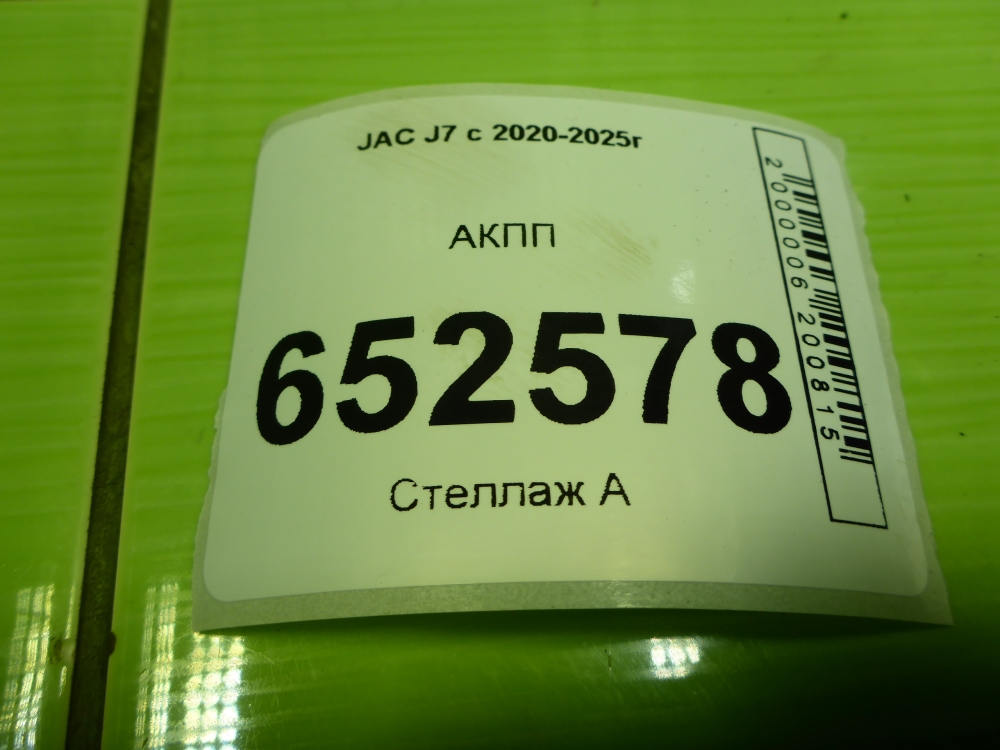 JAC J7 с 2020-2025г
АКПП
652578
Стеллаж А
2000006200815